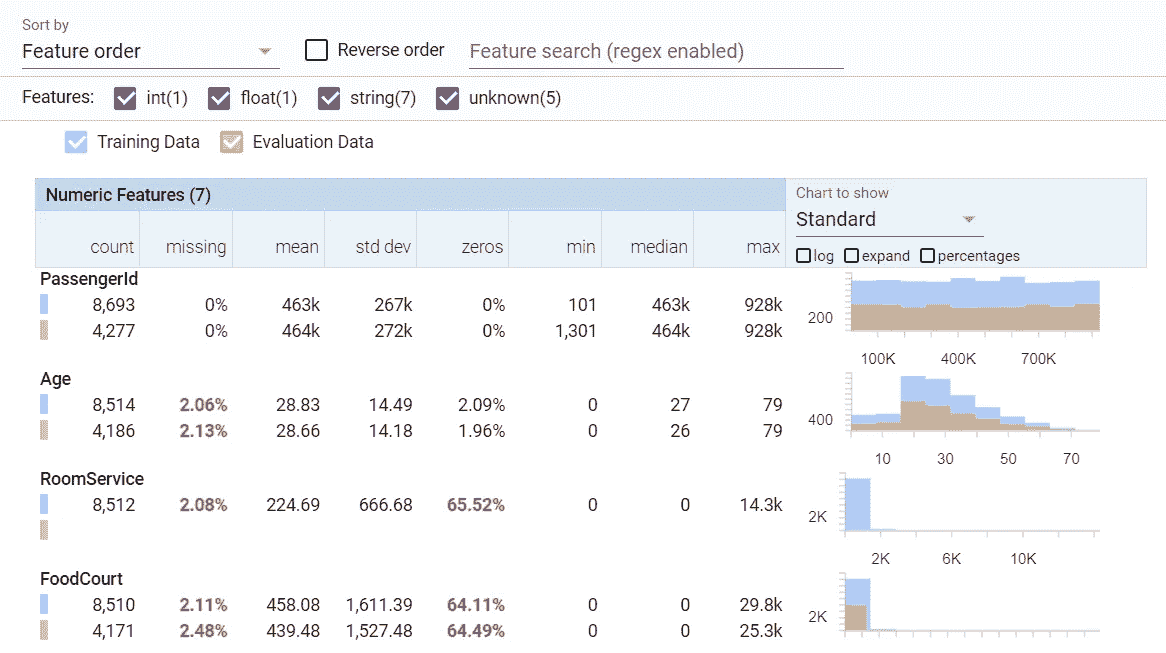 Sort by
Feature order
Reverse order
Feature search (regex enabled)
Features: int(1) float(1) string(7) unknown(5)
Training Data Evaluation Data
Numeric Features (7)
Chart to show
Standard
count missing mean std dev zeros min median max
log expand percentages
PassengerId
8,693 0% 463k 267k 0% 101 463k 928k
4,277 0% 464k 272k 0% 1,301 464k 928k
200
100K 400K 700K
Age
8,514 2.06% 28.83 14.49 2.09% 0 27 79
4,186 2.13% 28.66 14.18 1.96% 0 26 79
400
10 30 50 70
RoomService
8,512 2.08% 224.69 666.68 65.52% 0 0 14.3k
2K
2K 6K 10K
FoodCourt
8,510 2.11% 458.08 1,611.39 64.11% 0 0 29.8k
4,171 2.48% 439.48 1,527.48 64.49% 0 0 25.3k
2K